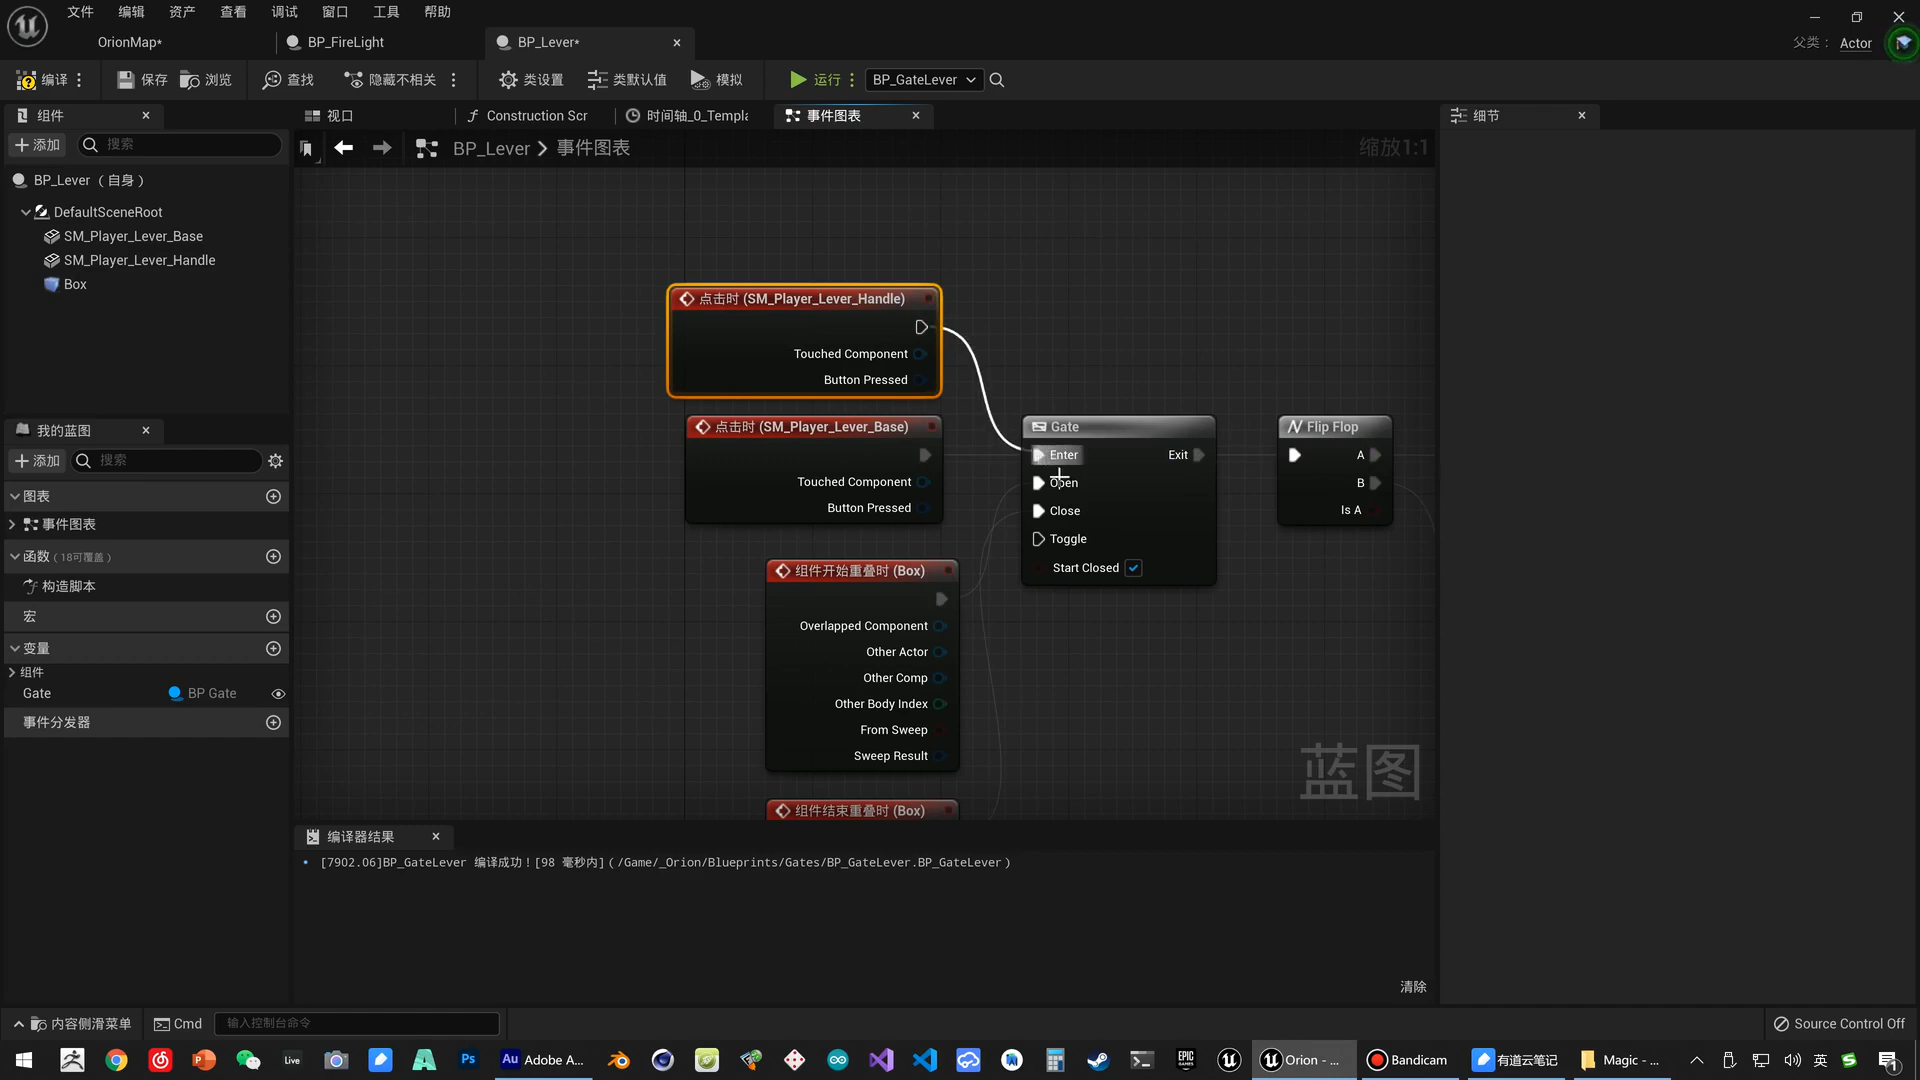 文件 编辑 资产 查看 调试 窗口 工具 帮助
OrionMap* BP_FireLight BP_Lever* 父类： Actor
编译 保存 浏览 查找 隐藏不相关 类设置 类默认值 模拟 运行 BP_GateLever
组件 视口 Construction Scr 时间轴_0_Templa 事件图表 细节
添加 搜索 BP_Lever 事件图表 缩放1:1
BP_Lever （自身）
DefaultSceneRoot
SM_Player_Lever_Base
SM_Player_Lever_Handle
Box
点击时 (SM_Player_Lever_Handle)
Touched Component
Button Pressed
点击时 (SM_Player_Lever_Base)
Touched Component
Button Pressed
Gate
Enter Exit
Open
Close
Toggle
Start Closed
Flip Flop
A
B
Is A
组件开始重叠时 (Box)
Overlapped Component
Other Actor
Other Comp
Other Body Index
From Sweep
Sweep Result
组件结束重叠时 (Box)
蓝图
我的蓝图
添加 搜索
图表
事件图表
函数（18可覆盖）
构造脚本
宏
变量
组件
Gate BP Gate
事件分发器
编译器结果
[7902.06]BP_GateLever 编译成功！[98 毫秒内]（/Game/_Orion/Blueprints/Gates/BP_GateLever.BP_GateLever）
清除
内容侧滑菜单 Cmd 输入控制台命令 Source Control Off
Live Ps Au Adobe A... EPIC GAMES Orion - ... Bandicam 有道云笔记 Magic - ... 英 1